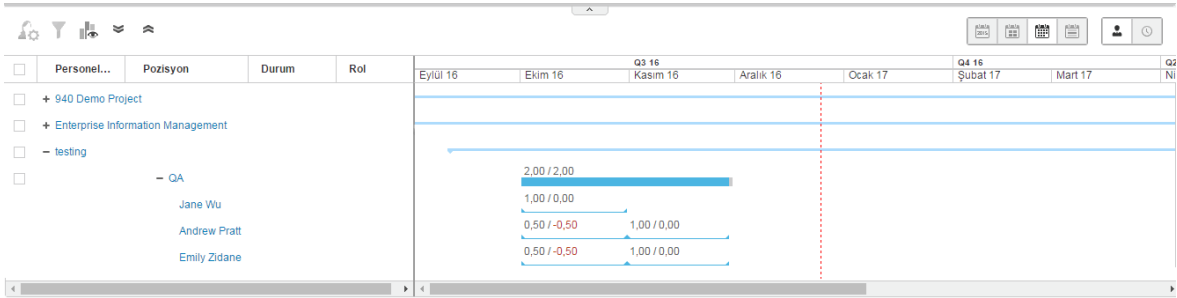 2015
Q3 16
Q4 16
Q2
Personel... Pozisyon Durum Rol
Eylül 16 Ekim 16 Kasım 16 Aralık 16 Ocak 17 Şubat 17 Mart 17 Ni
+ 940 Demo Project
+ Enterprise Information Management
− testing
− QA
2,00 / 2,00
Jane Wu
1,00 / 0,00
Andrew Pratt
0,50 / -0,50 1,00 / 0,00
Emily Zidane
0,50 / -0,50 1,00 / 0,00